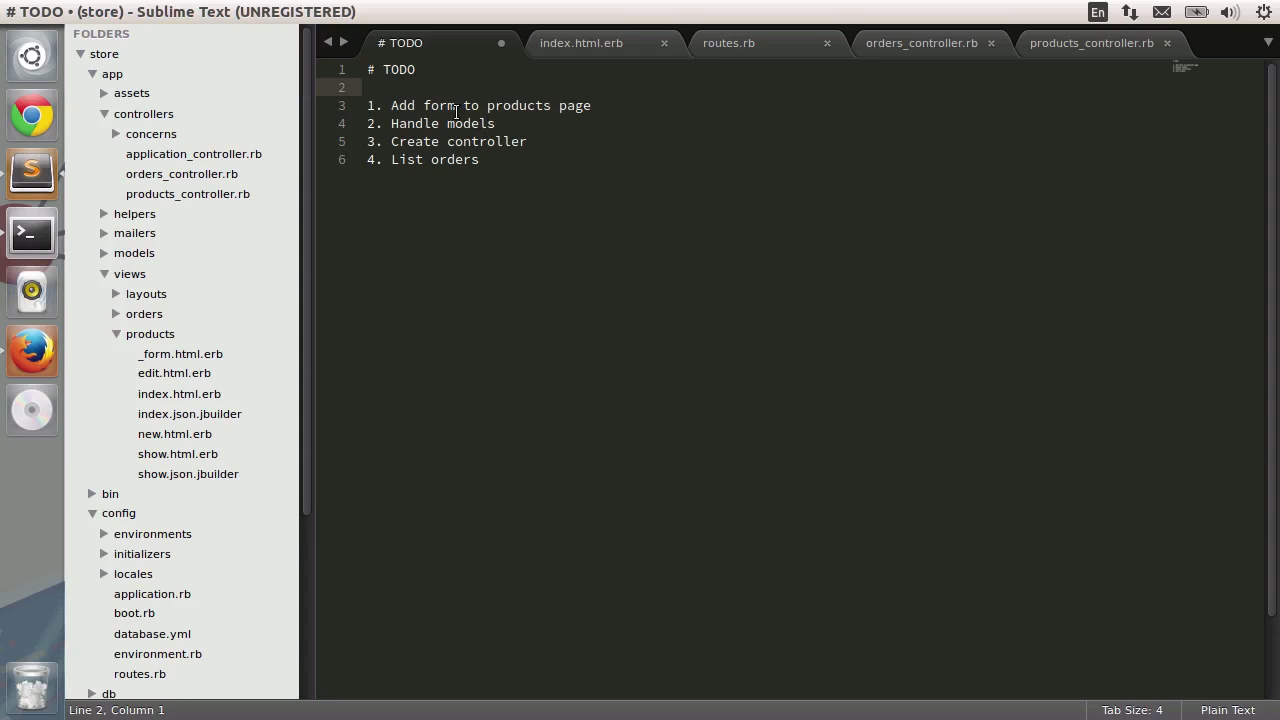 # TODO • (store) - Sublime Text (UNREGISTERED)
En
FOLDERS
store
app
assets
controllers
concerns
application_controller.rb
orders_controller.rb
products_controller.rb
helpers
mailers
models
views
layouts
orders
products
_form.html.erb
edit.html.erb
index.html.erb
index.json.jbuilder
new.html.erb
show.html.erb
show.json.jbuilder
bin
config
environments
initializers
locales
application.rb
boot.rb
database.yml
environment.rb
routes.rb
db
# TODO
index.html.erb
routes.rb
orders_controller.rb
products_controller.rb
1 # TODO
2
3 1. Add form to products page
4 2. Handle models
5 3. Create controller
6 4. List orders
Line 2, Column 1
Tab Size: 4
Plain Text